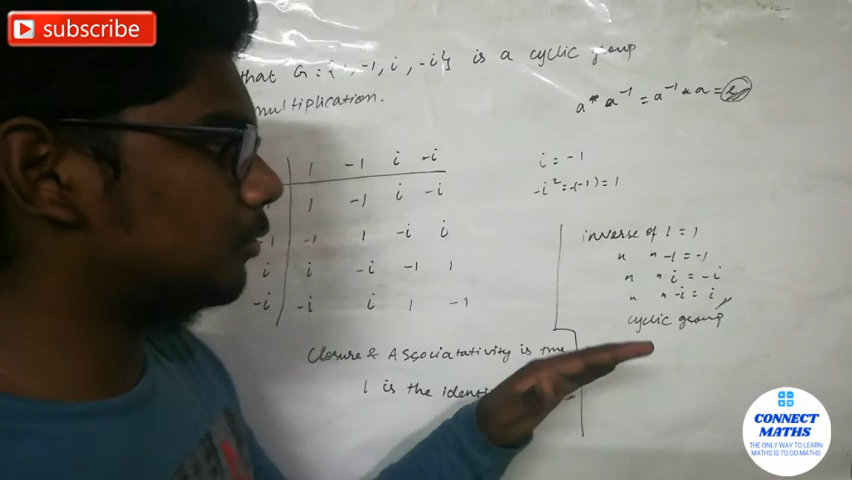 subscribe
that G = {1, -1, i, -i} is a cyclic group
multiplication.
a * a⁻¹ = a⁻¹ * a = e
1 -1 i -i
1 -1 i -i
-1 -1 1 -i i
i i -i -1 1
-i -i i 1 -1
i = -1
-i² = -(-1) = 1
inverse of 1 = 1
" " -1 = -1
" " i = -i
" " -i = i
cyclic group
Closure & Associatativity is true
1 is the identi
CONNECT
MATHS
THE ONLY WAY TO LEARN
MATHS IS TO DO MATHS